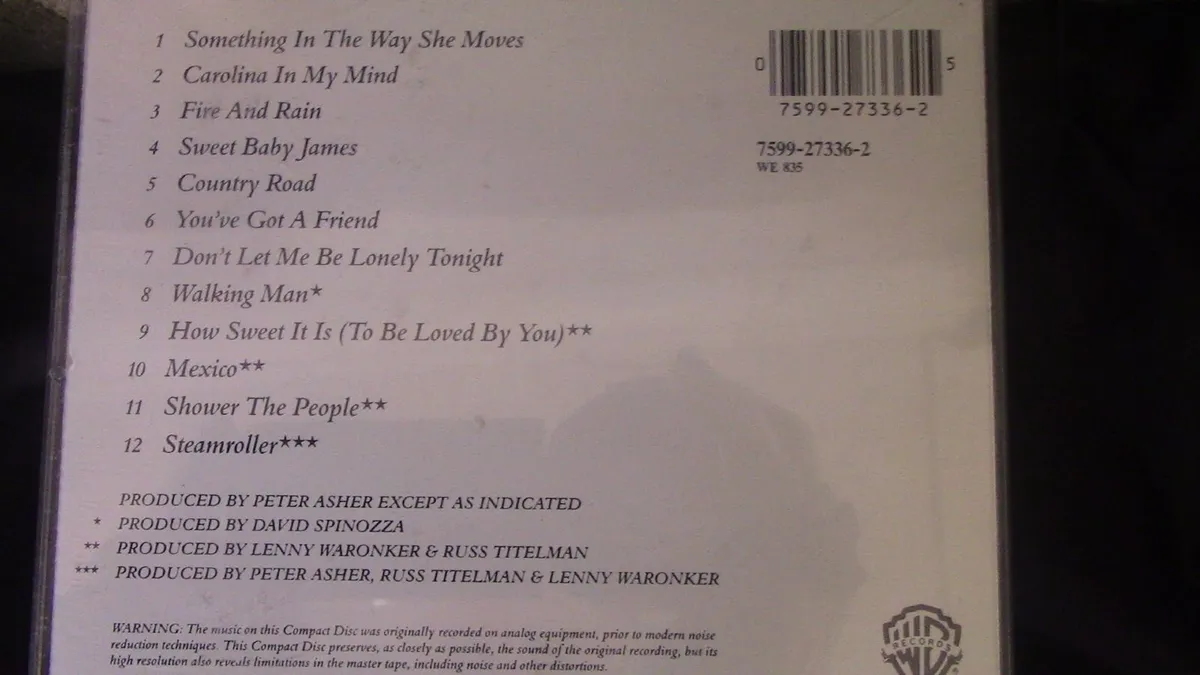 1 Something In The Way She Moves
2 Carolina In My Mind
3 Fire And Rain
4 Sweet Baby James
5 Country Road
6 You've Got A Friend
7 Don't Let Me Be Lonely Tonight
8 Walking Man*
9 How Sweet It Is (To Be Loved By You)**
10 Mexico**
11 Shower The People**
12 Steamroller***
0 5
7599-27336-2
7599-27336-2
WE 835
PRODUCED BY PETER ASHER EXCEPT AS INDICATED
* PRODUCED BY DAVID SPINOZZA
** PRODUCED BY LENNY WARONKER & RUSS TITELMAN
*** PRODUCED BY PETER ASHER, RUSS TITELMAN & LENNY WARONKER
WARNING: The music on this Compact Disc was originally recorded on analog equipment, prior to modern noise
reduction techniques. This Compact Disc preserves, as closely as possible, the sound of the original recording, but its
high resolution also reveals limitations in the master tape, including noise and other distortions.
RECORDS
®